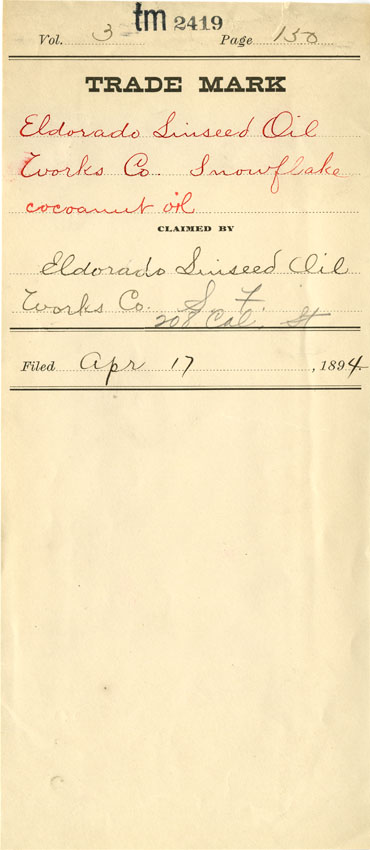 tm 2419
Vol. 3 Page 150
TRADE MARK
Eldorado Linseed Oil
Works Co. Snowflake
cocoanut oil
CLAIMED BY
Eldorado Linseed Oil
Works Co. S. F.
208 Cal. St
Filed Apr 17, 1894.